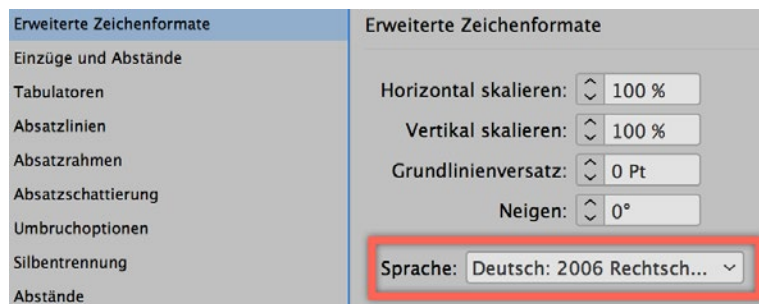 Erweiterte Zeichenformate
Einzüge und Abstände
Tabulatoren
Absatzlinien
Absatzrahmen
Absatzschattierung
Umbruchoptionen
Silbentrennung
Abstände
Erweiterte Zeichenformate
Horizontal skalieren: 100 %
Vertikal skalieren: 100 %
Grundlinienversatz: 0 Pt
Neigen: 0°
Sprache: Deutsch: 2006 Rechtsch...